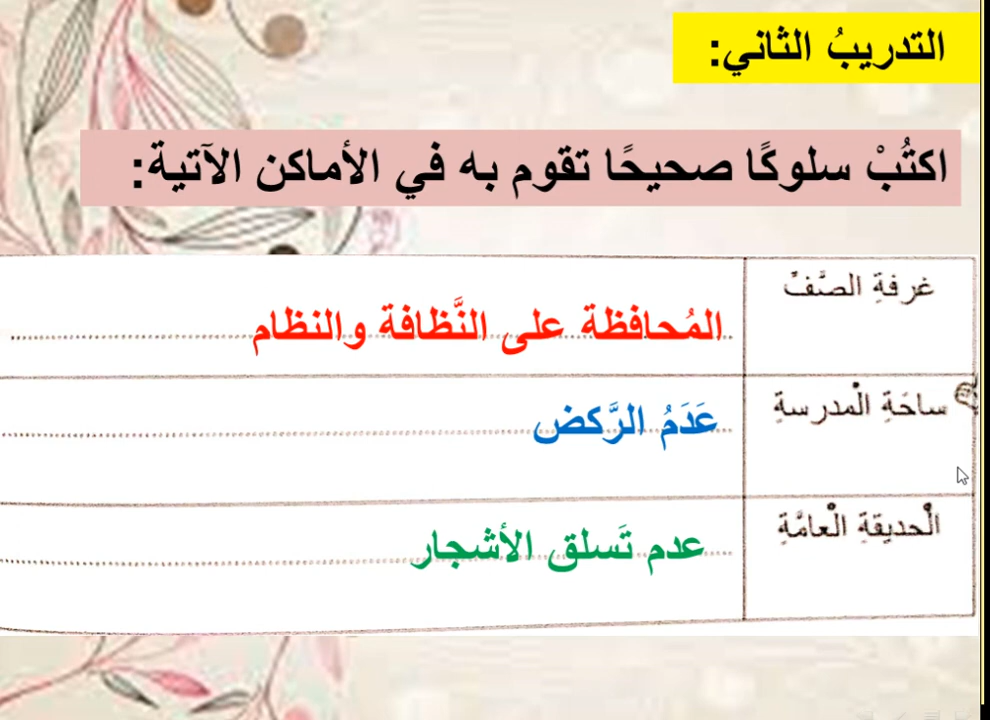 التدريبُ الثاني:
اكتُبْ سلوكًا صحيحًا تقوم به في الأماكن الآتية:
غرفةِ الصَّفِّ
المُحافظة على النَّظافة والنظام
ساحَةِ الْمدرسةِ
عَدَمُ الرَّكض
الْحديقةِ الْعامَّةِ
عدم تَسلق الأشجار